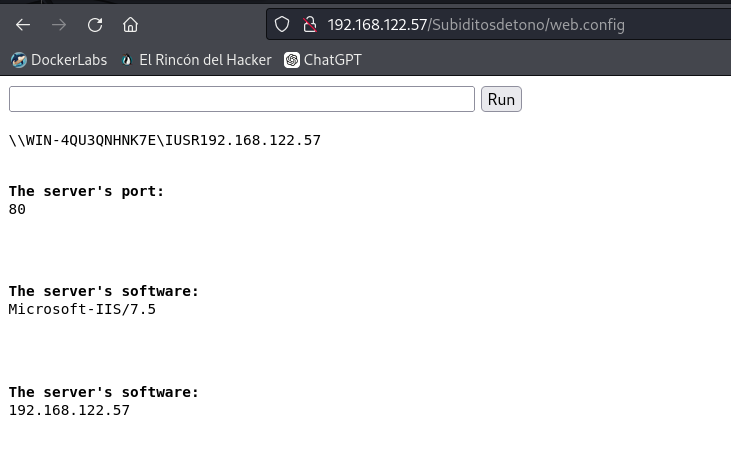 192.168.122.57/Subiditosdetono/web.config
DockerLabs El Rincón del Hacker ChatGPT
Run
\\WIN-4QU3QNHNK7E\IUSR192.168.122.57
The server's port:
80
The server's software:
Microsoft-IIS/7.5
The server's software:
192.168.122.57